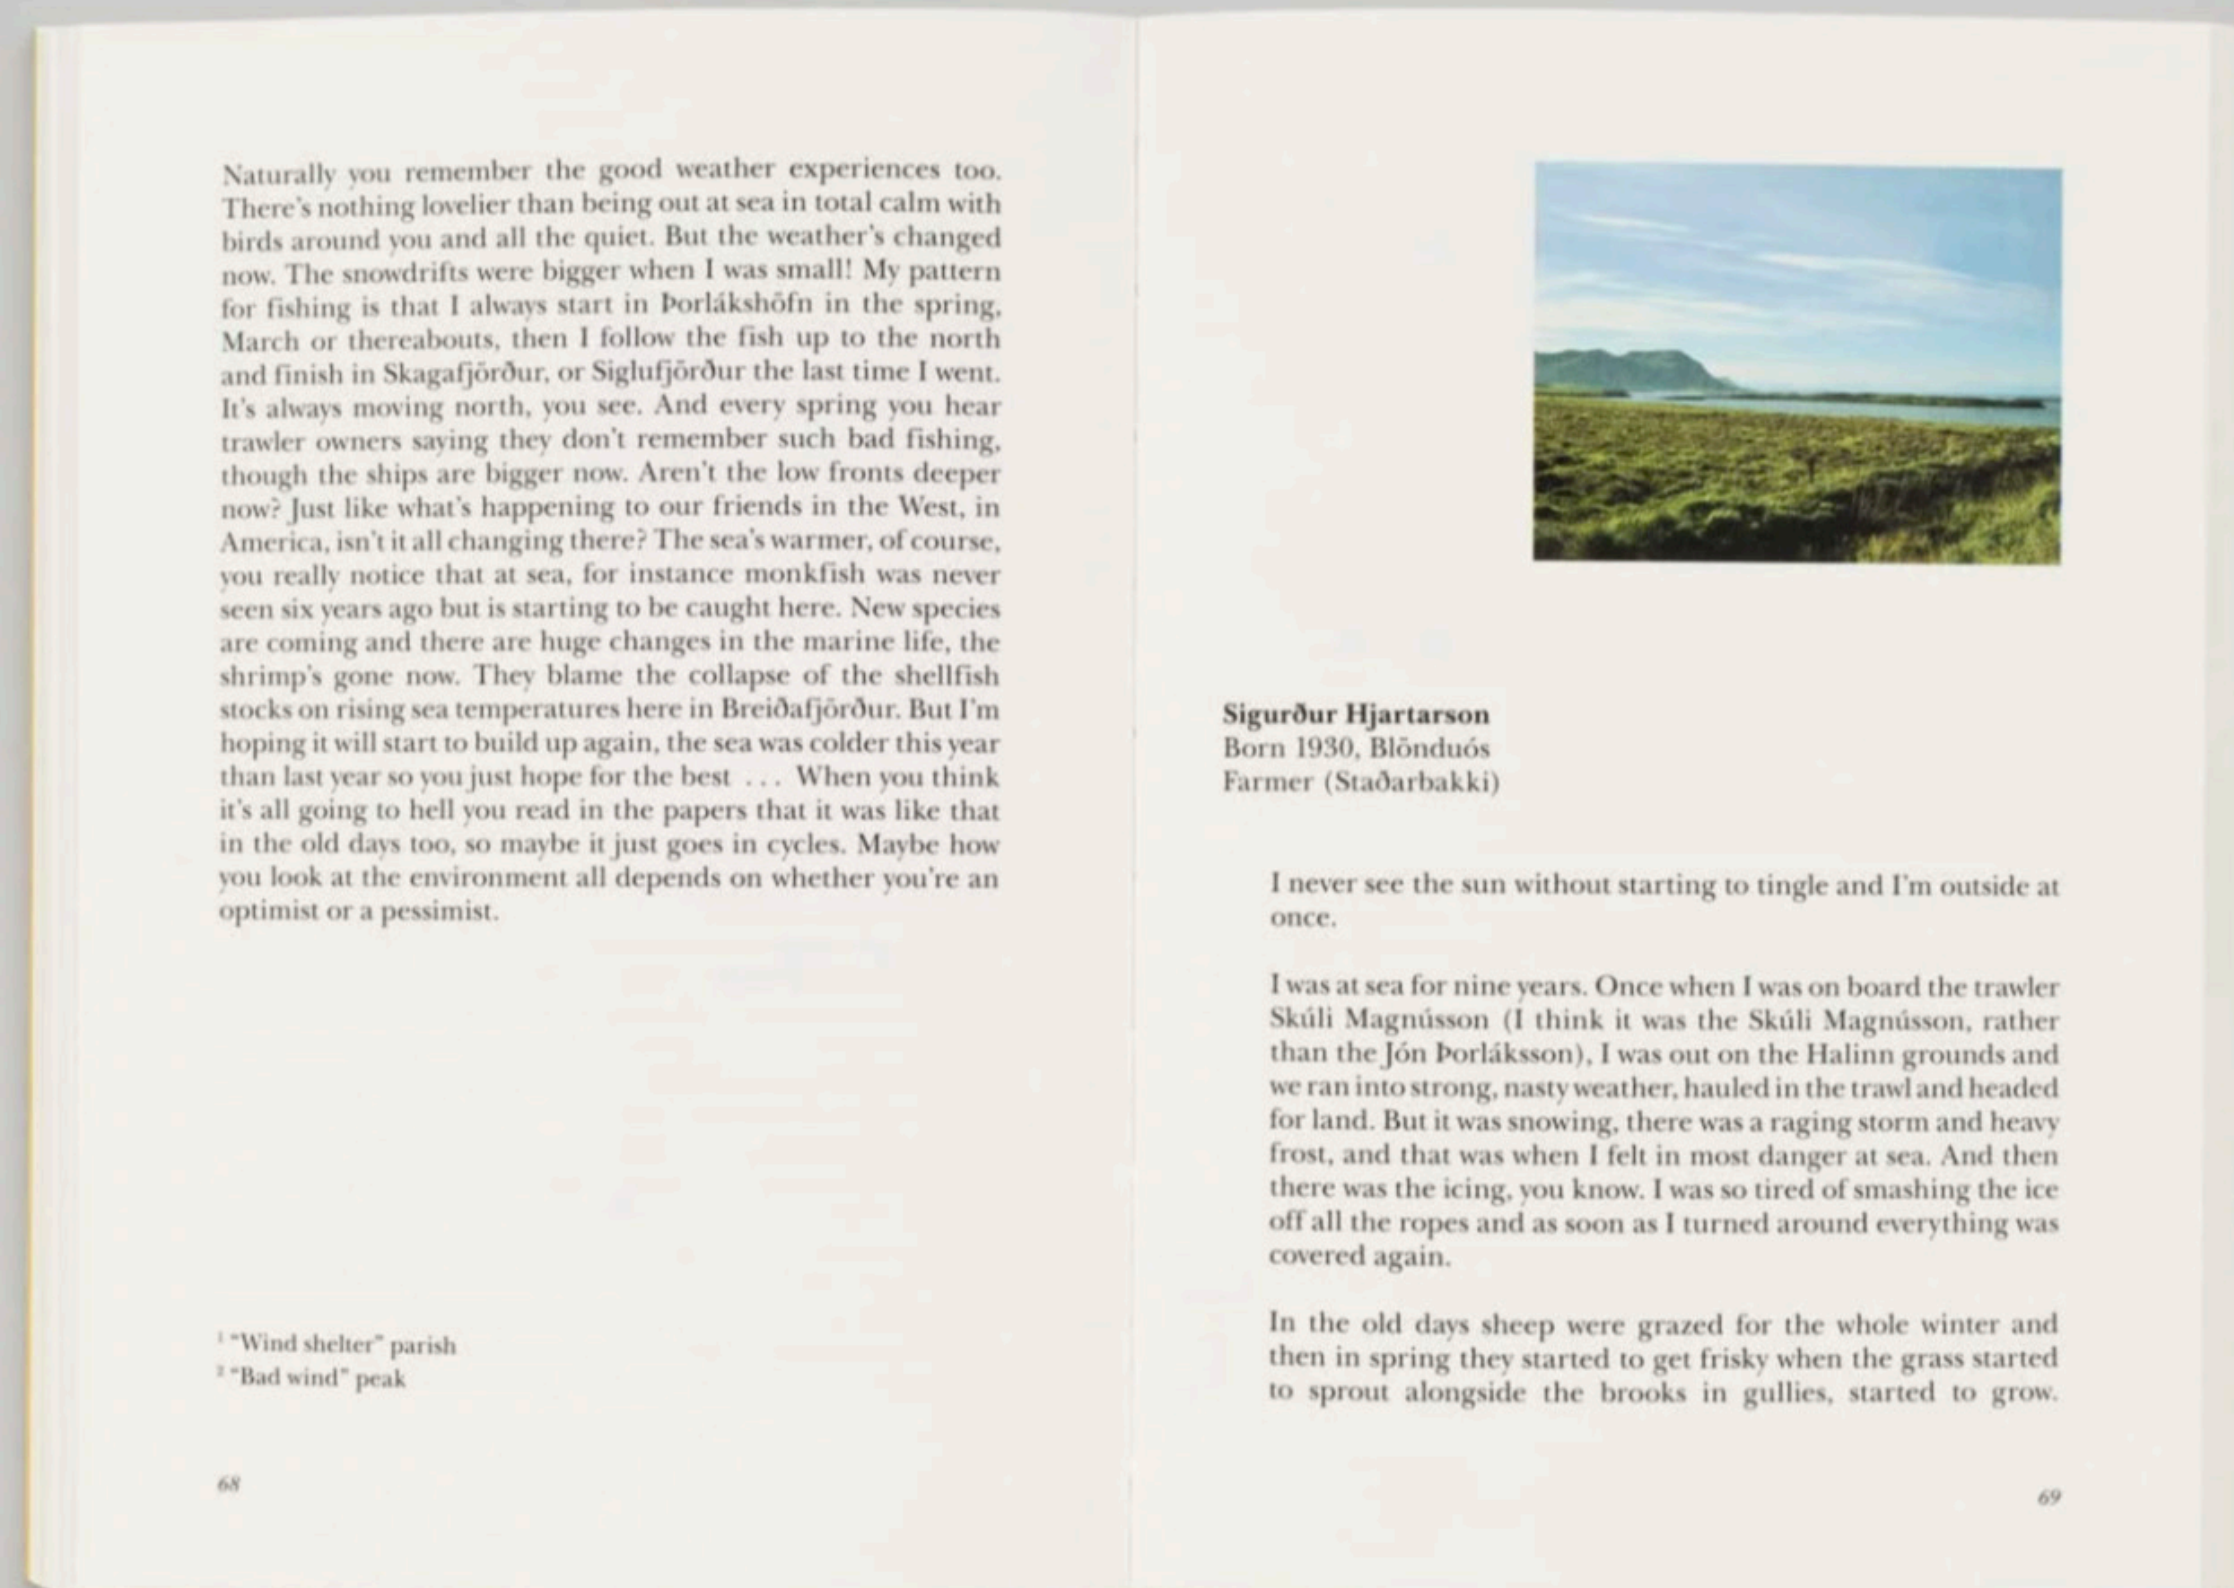 Naturally you remember the good weather experiences too.
There's nothing lovelier than being out at sea in total calm with
birds around you and all the quiet. But the weather's changed
now. The snowdrifts were bigger when I was small! My pattern
for fishing is that I always start in Þorlákshöfn in the spring,
March or thereabouts, then I follow the fish up to the north
and finish in Skagafjörður, or Siglufjörður the last time I went.
It's always moving north, you see. And every spring you hear
trawler owners saying they don't remember such bad fishing,
though the ships are bigger now. Aren't the low fronts deeper
now? Just like what's happening to our friends in the West, in
America, isn't it all changing there? The sea's warmer, of course,
you really notice that at sea, for instance monkfish was never
seen six years ago but is starting to be caught here. New species
are coming and there are huge changes in the marine life, the
shrimp's gone now. They blame the collapse of the shellfish
stocks on rising sea temperatures here in Breiðafjörður. But I'm
hoping it will start to build up again, the sea was colder this year
than last year so you just hope for the best ... When you think
it's all going to hell you read in the papers that it was like that
in the old days too, so maybe it just goes in cycles. Maybe how
you look at the environment all depends on whether you're an
optimist or a pessimist.
1 "Wind shelter" parish
2 "Bad wind" peak
68
Sigurður Hjartarson
Born 1930, Blönduós
Farmer (Staðarbakki)
I never see the sun without starting to tingle and I'm outside at
once.
I was at sea for nine years. Once when I was on board the trawler
Skúli Magnússon (I think it was the Skúli Magnússon, rather
than the Jón Þorláksson), I was out on the Halinn grounds and
we ran into strong, nasty weather, hauled in the trawl and headed
for land. But it was snowing, there was a raging storm and heavy
frost, and that was when I felt in most danger at sea. And then
there was the icing, you know. I was so tired of smashing the ice
off all the ropes and as soon as I turned around everything was
covered again.
In the old days sheep were grazed for the whole winter and
then in spring they started to get frisky when the grass started
to sprout alongside the brooks in gullies, started to grow.
69